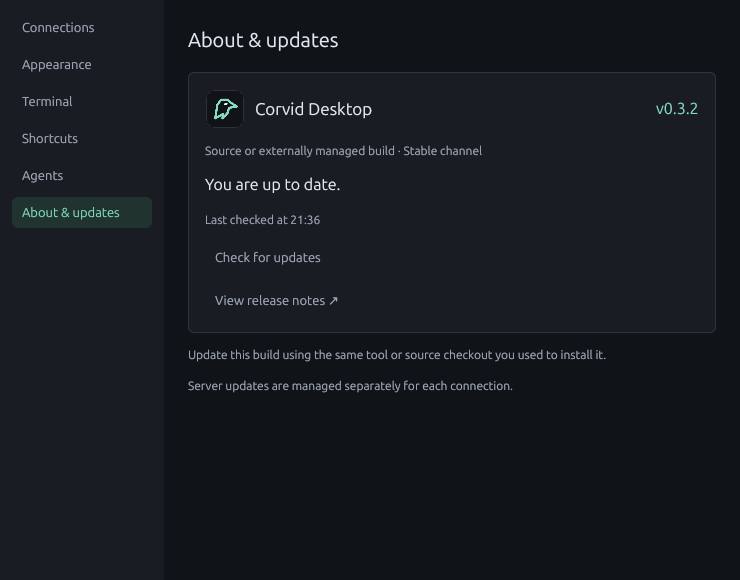 Connections
Appearance
Terminal
Shortcuts
Agents
About & updates
About & updates
Corvid Desktop
v0.3.2
Source or externally managed build · Stable channel
You are up to date.
Last checked at 21:36
Check for updates
View release notes ↗
Update this build using the same tool or source checkout you used to install it.
Server updates are managed separately for each connection.